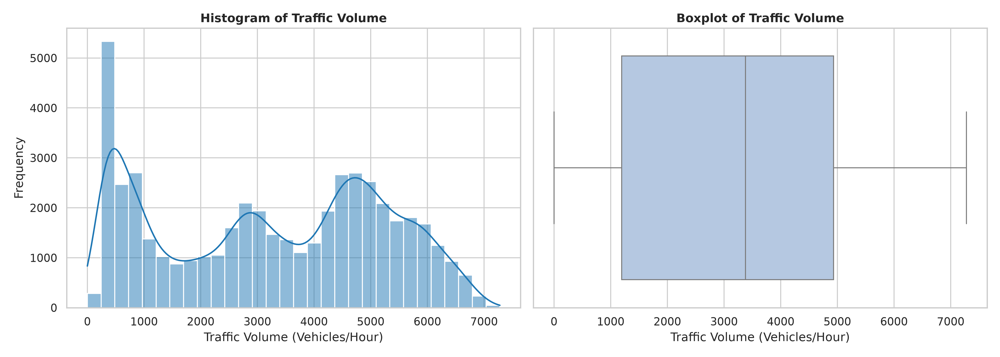 Histogram of Traffic Volume
Frequency
5000
4000
3000
2000
1000
0
0 1000 2000 3000 4000 5000 6000 7000
Traffic Volume (Vehicles/Hour)
Boxplot of Traffic Volume
0 1000 2000 3000 4000 5000 6000 7000
Traffic Volume (Vehicles/Hour)